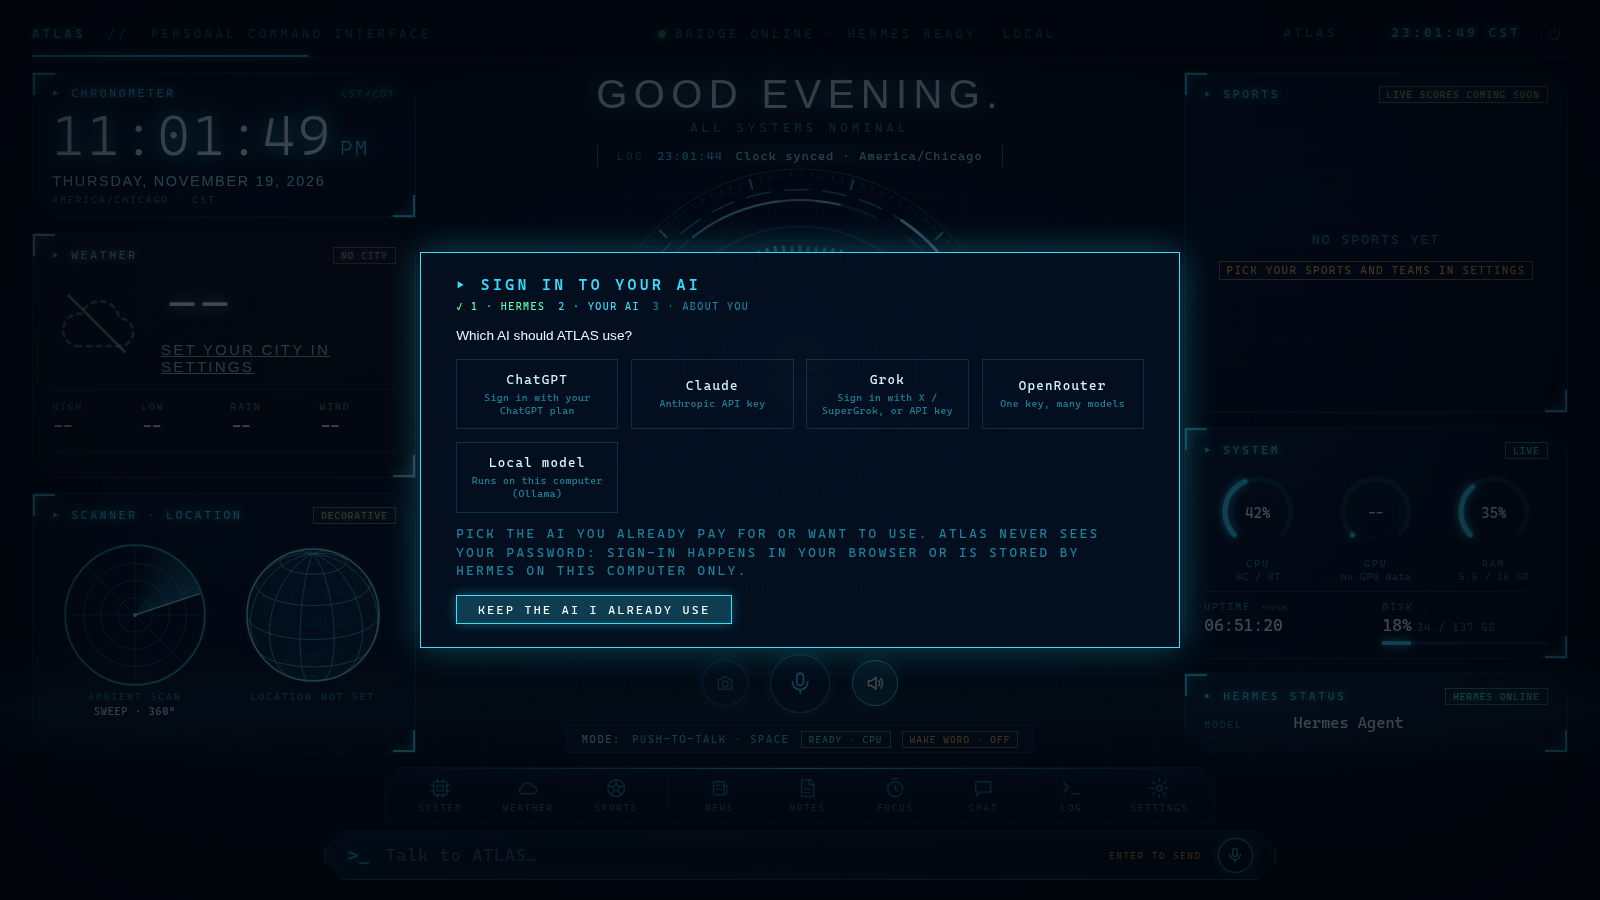 ATLAS // PERSONAL COMMAND INTERFACE
BRIDGE ONLINE · HERMES READY LOCAL
ATLAS · 23:01:49 CST
CHRONOMETER CST/CDT
11:01:49 PM
THURSDAY, NOVEMBER 19, 2026
AMERICA/CHICAGO · CST
WEATHER NO CITY
--
SET YOUR CITY IN
SETTINGS
HIGH LOW RAIN WIND
-- -- -- --
SCANNER · LOCATION DECORATIVE
AMBIENT SCAN LOCATION NOT SET
SWEEP · 360°
GOOD EVENING.
ALL SYSTEMS NOMINAL
LOG 23:01:44 Clock synced · America/Chicago
SIGN IN TO YOUR AI
✓ 1 · HERMES 2 · YOUR AI 3 · ABOUT YOU
Which AI should ATLAS use?
ChatGPT
Sign in with your
ChatGPT plan
Claude
Anthropic API key
Grok
Sign in with X /
SuperGrok, or API key
OpenRouter
One key, many models
Local model
Runs on this computer
(Ollama)
PICK THE AI YOU ALREADY PAY FOR OR WANT TO USE. ATLAS NEVER SEES
YOUR PASSWORD: SIGN-IN HAPPENS IN YOUR BROWSER OR IS STORED BY
HERMES ON THIS COMPUTER ONLY.
KEEP THE AI I ALREADY USE
MODE: PUSH-TO-TALK · SPACE READY · CPU WAKE WORD · OFF
SPORTS LIVE SCORES COMING SOON
NO SPORTS YET
PICK YOUR SPORTS AND TEAMS IN SETTINGS
SYSTEM LIVE
42% -- 35%
CPU GPU RAM
8C / 8T no GPU data 5.5 / 16 GB
UPTIME SYSTEM DISK /
06:51:20 18% 24 / 137 GB
HERMES STATUS HERMES ONLINE
MODEL Hermes Agent
SYSTEM WEATHER SPORTS NEWS NOTES FOCUS CHAT LOG SETTINGS
>_ Talk to ATLAS… ENTER TO SEND